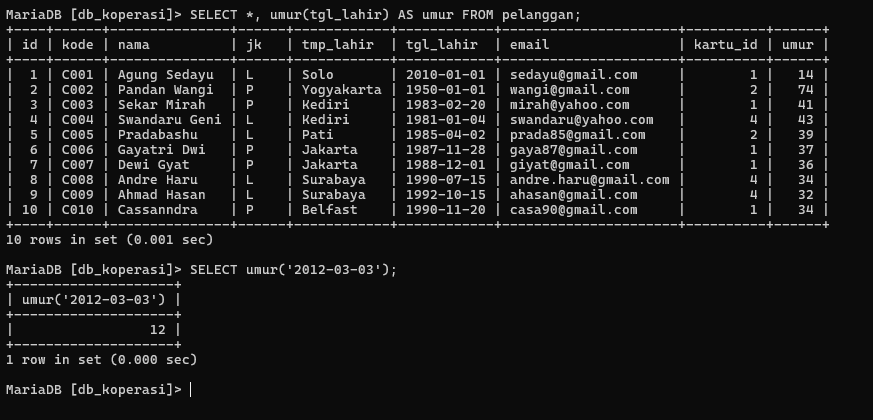 MariaDB [db_koperasi]> SELECT *, umur(tgl_lahir) AS umur FROM pelanggan;
+----+------+---------------+------+------------+------------+-----------------------+----------+------+
| id | kode | nama          | jk   | tmp_lahir  | tgl_lahir  | email                 | kartu_id | umur |
+----+------+---------------+------+------------+------------+-----------------------+----------+------+
|  1 | C001 | Agung Sedayu  | L    | Solo       | 2010-01-01 | sedayu@gmail.com      |        1 |   14 |
|  2 | C002 | Pandan Wangi  | P    | Yogyakarta | 1950-01-01 | wangi@gmail.com       |        2 |   74 |
|  3 | C003 | Sekar Mirah   | P    | Kediri     | 1983-02-20 | mirah@yahoo.com       |        1 |   41 |
|  4 | C004 | Swandaru Geni | L    | Kediri     | 1981-01-04 | swandaru@yahoo.com    |        4 |   43 |
|  5 | C005 | Pradabashu    | L    | Pati       | 1985-04-02 | prada85@gmail.com     |        2 |   39 |
|  6 | C006 | Gayatri Dwi   | P    | Jakarta    | 1987-11-28 | gaya87@gmail.com      |        1 |   37 |
|  7 | C007 | Dewi Gyat     | P    | Jakarta    | 1988-12-01 | giyat@gmail.com       |        1 |   36 |
|  8 | C008 | Andre Haru    | L    | Surabaya   | 1990-07-15 | andre.haru@gmail.com  |        4 |   34 |
|  9 | C009 | Ahmad Hasan   | L    | Surabaya   | 1992-10-15 | ahasan@gmail.com      |        4 |   32 |
| 10 | C010 | Cassanndra    | P    | Belfast    | 1990-11-20 | casa90@gmail.com      |        1 |   34 |
+----+------+---------------+------+------------+------------+-----------------------+----------+------+
10 rows in set (0.001 sec)
MariaDB [db_koperasi]> SELECT umur('2012-03-03');
+--------------------+
| umur('2012-03-03') |
+--------------------+
|                 12 |
+--------------------+
1 row in set (0.000 sec)
MariaDB [db_koperasi]>